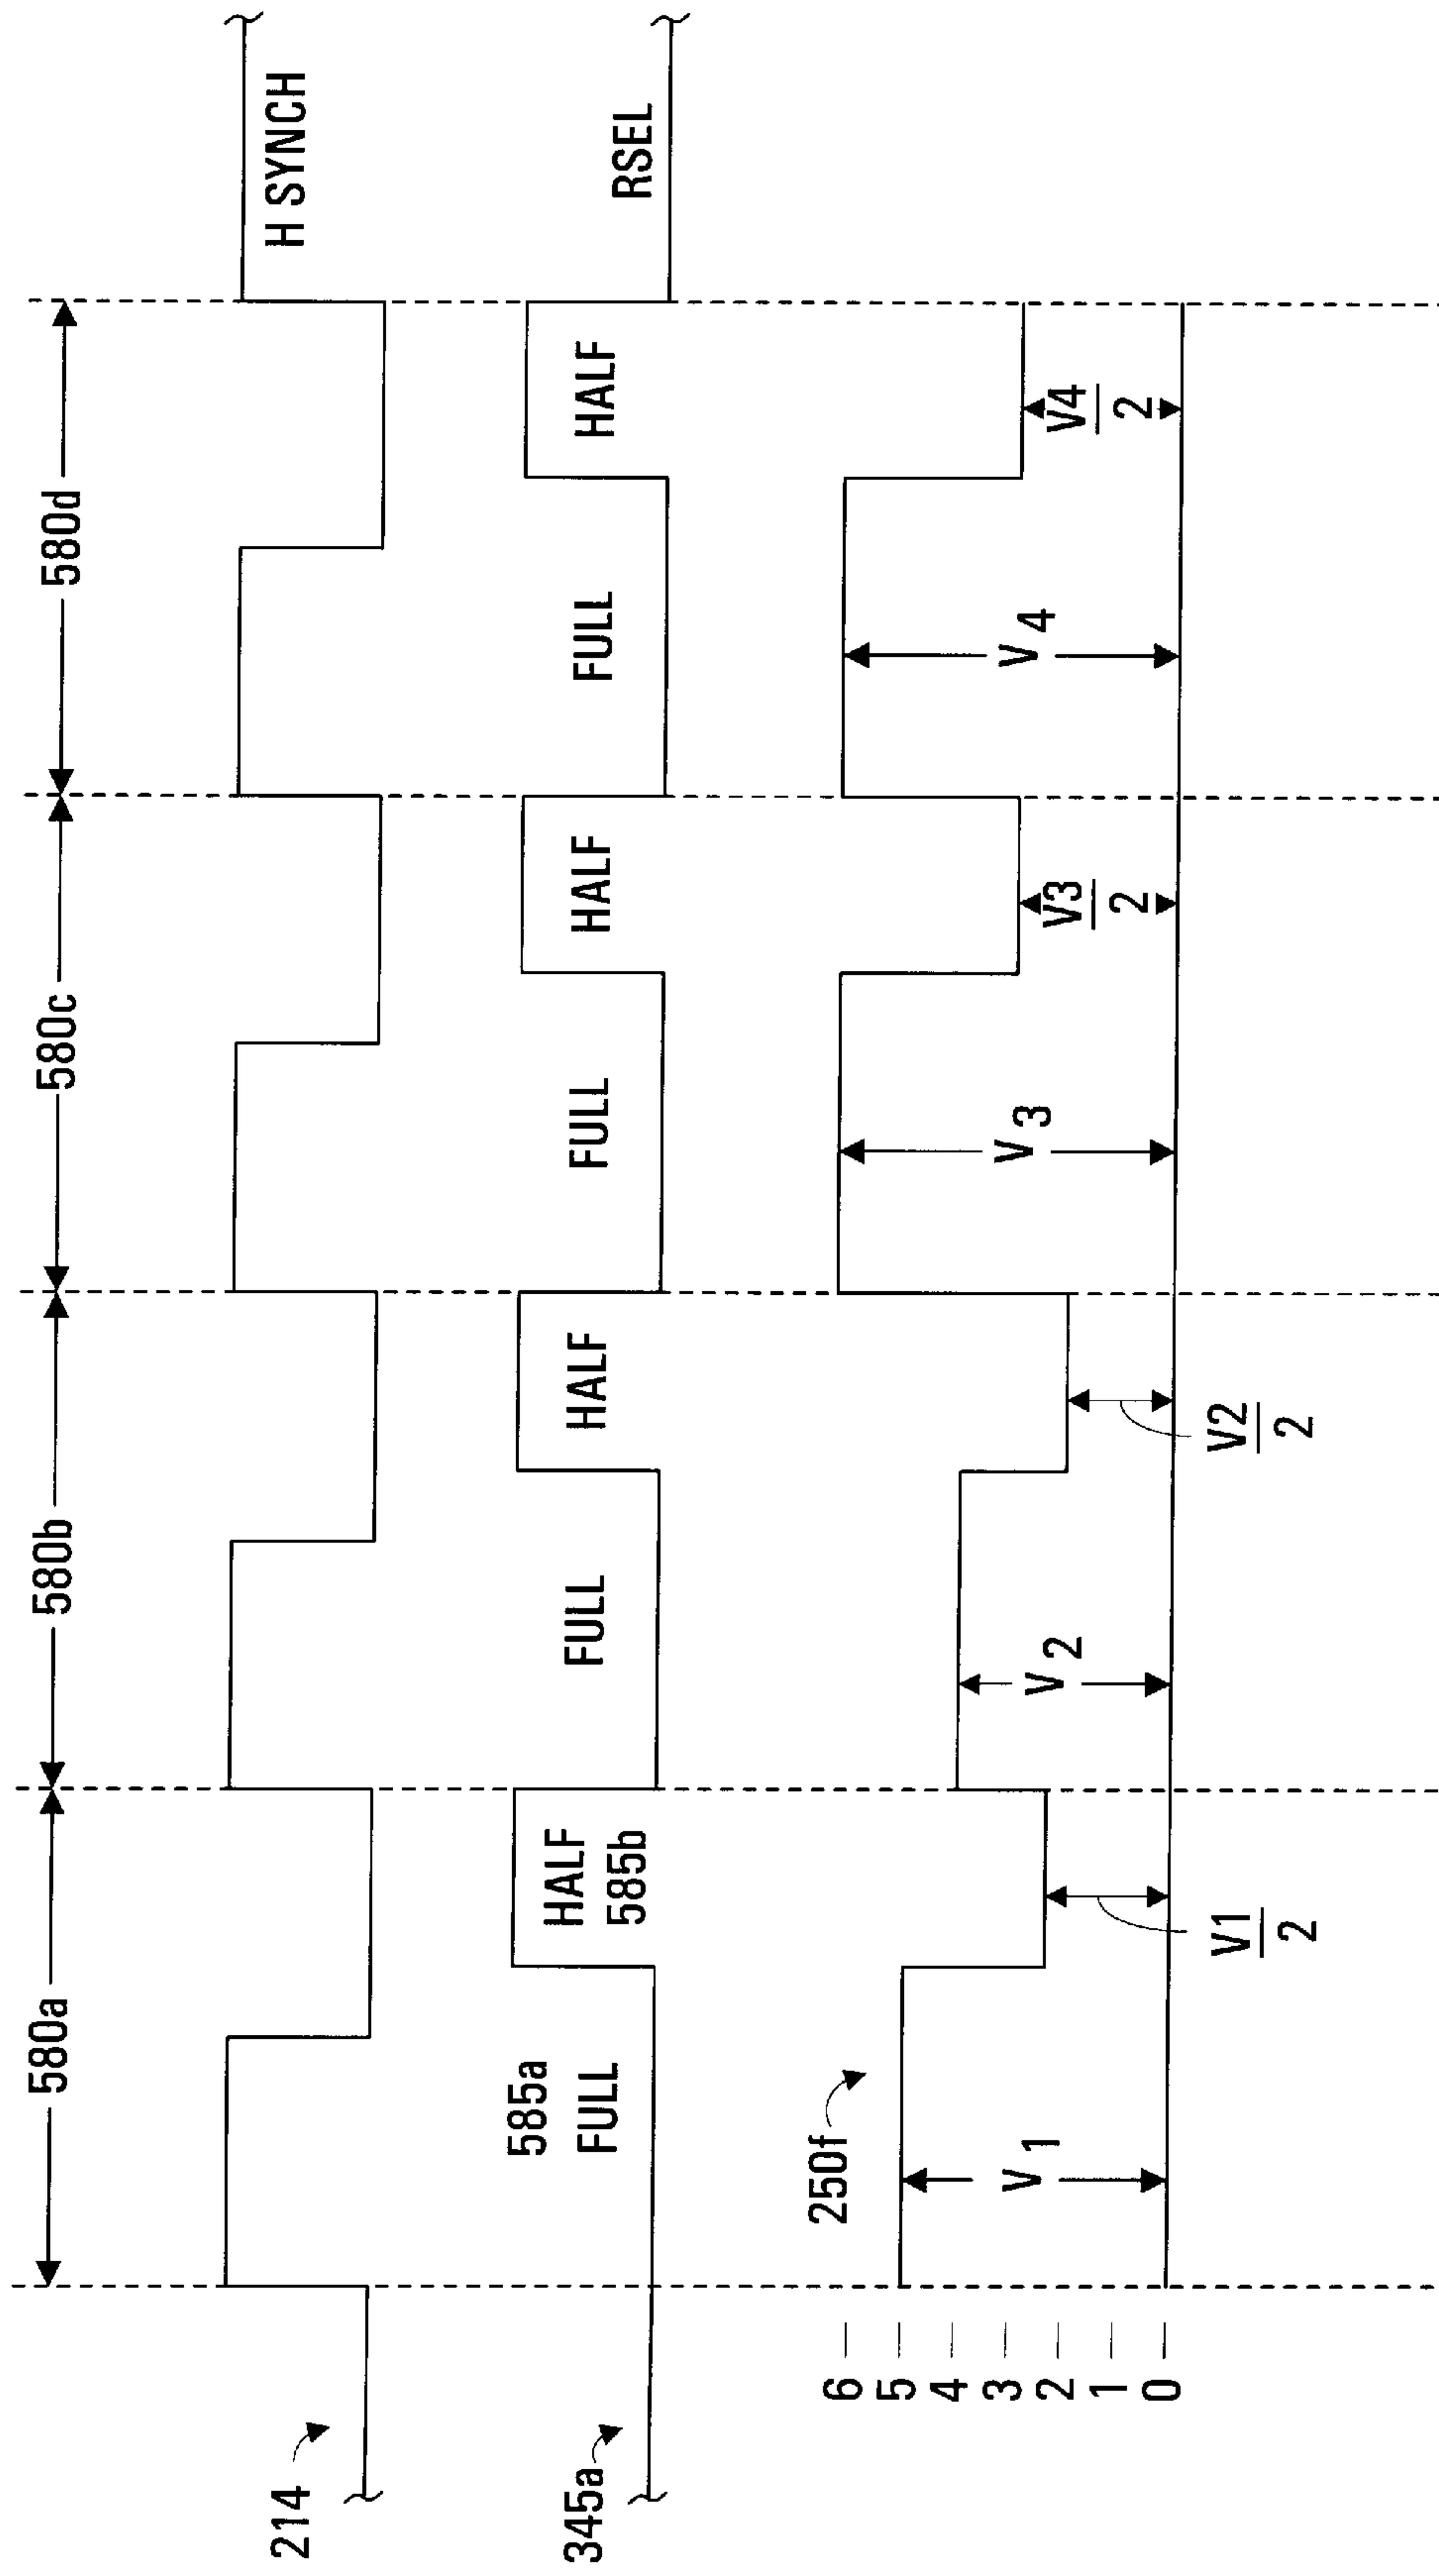 580a
580b
580c
580d
214
H SYNCH
345a
585a
FULL
HALF
585b
FULL
HALF
FULL
HALF
FULL
HALF
RSEL
250f
6
5
4
3
2
1
0
V1
V1
2
V2
V2
2
V3
V3
2
V4
V4
2